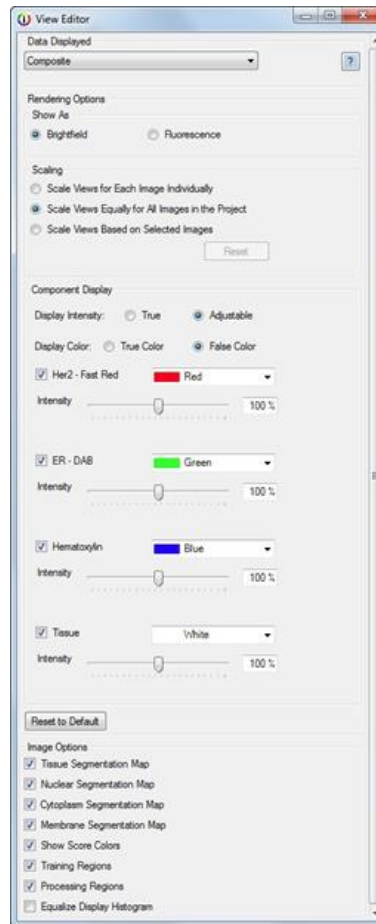 View Editor
Data Displayed
Composite
?
Rendering Options
Show As
Brightfield Fluorescence
Scaling
Scale Views for Each Image Individually
Scale Views Equally for All Images in the Project
Scale Views Based on Selected Images
Reset
Component Display
Display Intensity: True Adjustable
Display Color: True Color False Color
Her2 - Fast Red Red
Intensity 100 %
ER - DAB Green
Intensity 100 %
Hematoxylin Blue
Intensity 100 %
Tissue White
Intensity 100 %
Reset to Default
Image Options
Tissue Segmentation Map
Nuclear Segmentation Map
Cytoplasm Segmentation Map
Membrane Segmentation Map
Show Score Colors
Training Regions
Processing Regions
Equalize Display Histogram